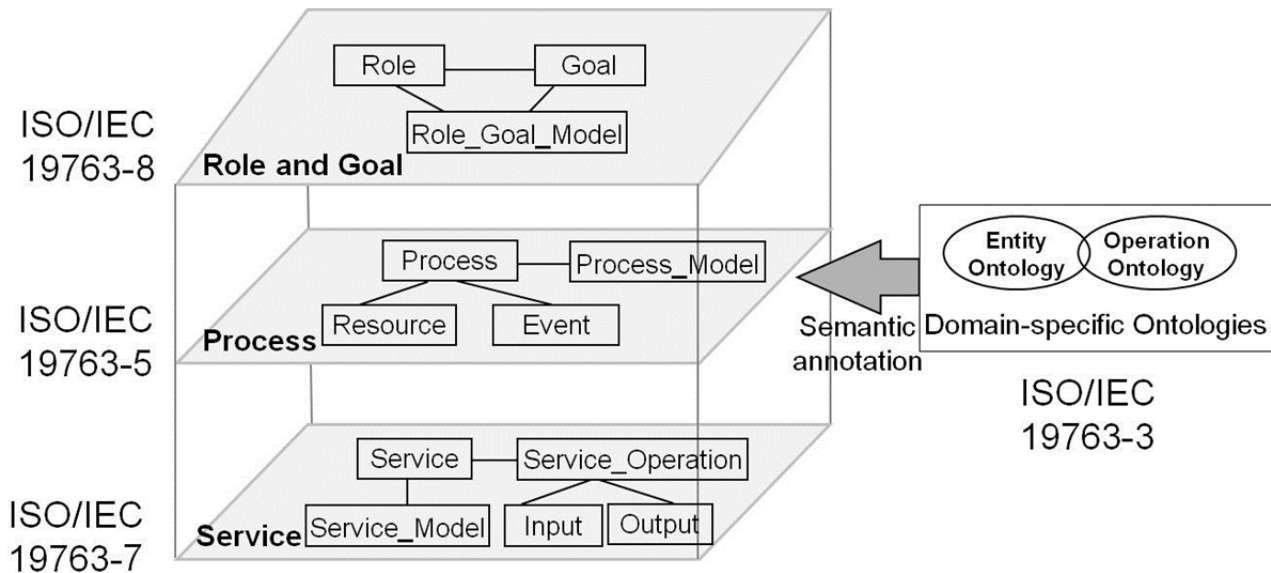 Role
Goal
Role_Goal_Model
Role and Goal
ISO/IEC
19763-8
Process
Process_Model
Resource
Event
Process
ISO/IEC
19763-5
Service
Service_Operation
Service_Model
Input
Output
Service
ISO/IEC
19763-7
Entity
Ontology
Operation
Ontology
Domain-specific Ontologies
Semantic
annotation
ISO/IEC
19763-3